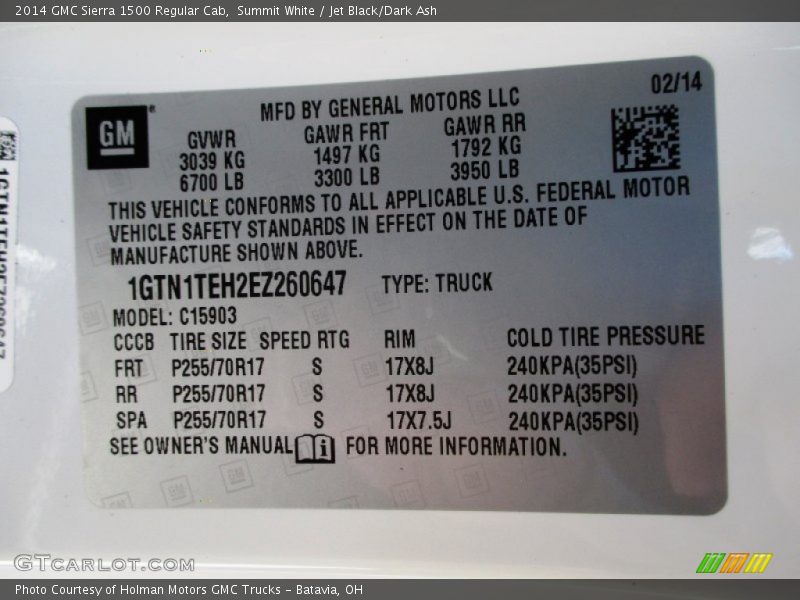 2014 GMC Sierra 1500 Regular Cab, Summit White / Jet Black/Dark Ash
02/14
MFD BY GENERAL MOTORS LLC
GM
GVWR GAWR FRT GAWR RR
3039 KG 1497 KG 1792 KG
6700 LB 3300 LB 3950 LB
THIS VEHICLE CONFORMS TO ALL APPLICABLE U.S. FEDERAL MOTOR
VEHICLE SAFETY STANDARDS IN EFFECT ON THE DATE OF
MANUFACTURE SHOWN ABOVE.
1GTN1TEH2EZ260647 TYPE: TRUCK
MODEL: C15903
CCCB TIRE SIZE SPEED RTG RIM COLD TIRE PRESSURE
FRT P255/70R17 S 17X8J 240KPA(35PSI)
RR P255/70R17 S 17X8J 240KPA(35PSI)
SPA P255/70R17 S 17X7.5J 240KPA(35PSI)
SEE OWNER'S MANUAL FOR MORE INFORMATION.
GTCARLOT.COM
Photo Courtesy of Holman Motors GMC Trucks - Batavia, OH